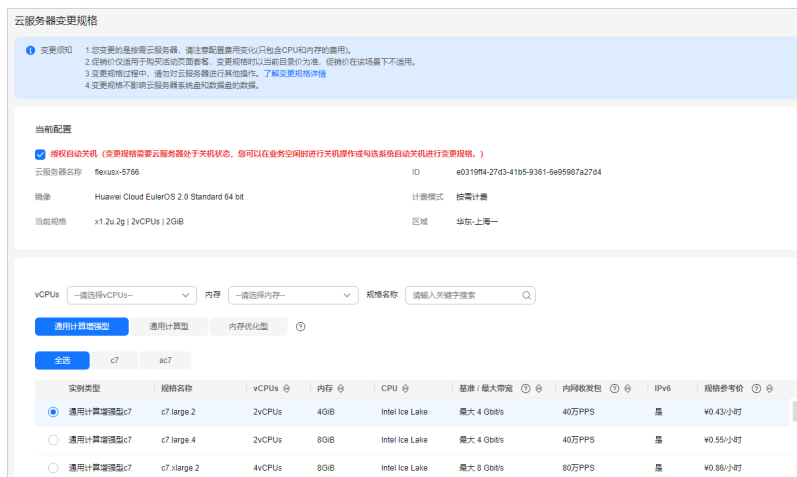 云服务器变更规格
变更须知 1.您变更的是按需云服务器，请注意配置费用变化(只包含CPU和内存的费用)。
2.促销价仅适用于购买活动页面套餐，变更规格时以当前目录价为准，促销价在该场景下不适用。
3.变更规格过程中，请勿对云服务器进行其他操作。了解变更规格详情
4.变更规格不影响云服务器系统盘和数据盘的数据。
当前配置
授权自动关机（变更规格需要云服务器处于关机状态，您可以在业务空闲时进行关机操作或勾选系统自动关机进行变更规格。）
云服务器名称 flexusx-5766 ID e0319ff4-27d3-41b5-9361-6e95987a27d4
镜像 Huawei Cloud EulerOS 2.0 Standard 64 bit 计费模式 按需计费
当前规格 x1.2u.2g | 2vCPUs | 2GiB 区域 华东-上海一
vCPUs --请选择vCPUs-- 内存 --请选择内存-- 规格名称 请输入关键字搜索
通用计算增强型 通用计算型 内存优化型
全选 c7 ac7
实例类型 规格名称 vCPUs 内存 CPU 基准 / 最大带宽 内网收发包 IPv6 规格参考价
通用计算增强型c7 c7.large.2 2vCPUs 4GiB Intel Ice Lake 最大 4 Gbit/s 40万PPS 是 ¥0.43/小时
通用计算增强型c7 c7.large.4 2vCPUs 8GiB Intel Ice Lake 最大 4 Gbit/s 40万PPS 是 ¥0.55/小时
通用计算增强型c7 c7.xlarge.2 4vCPUs 8GiB Intel Ice Lake 最大 8 Gbit/s 80万PPS 是 ¥0.86/小时